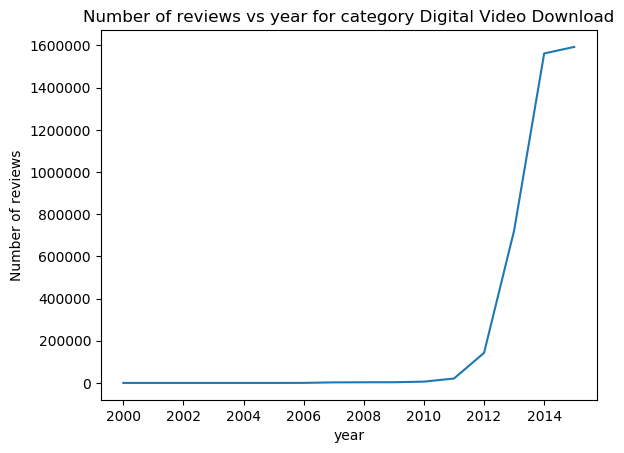 Number of reviews vs year for category Digital Video Download
Number of reviews
1600000
1400000
1200000
1000000
800000
600000
400000
200000
0
2000 2002 2004 2006 2008 2010 2012 2014
year